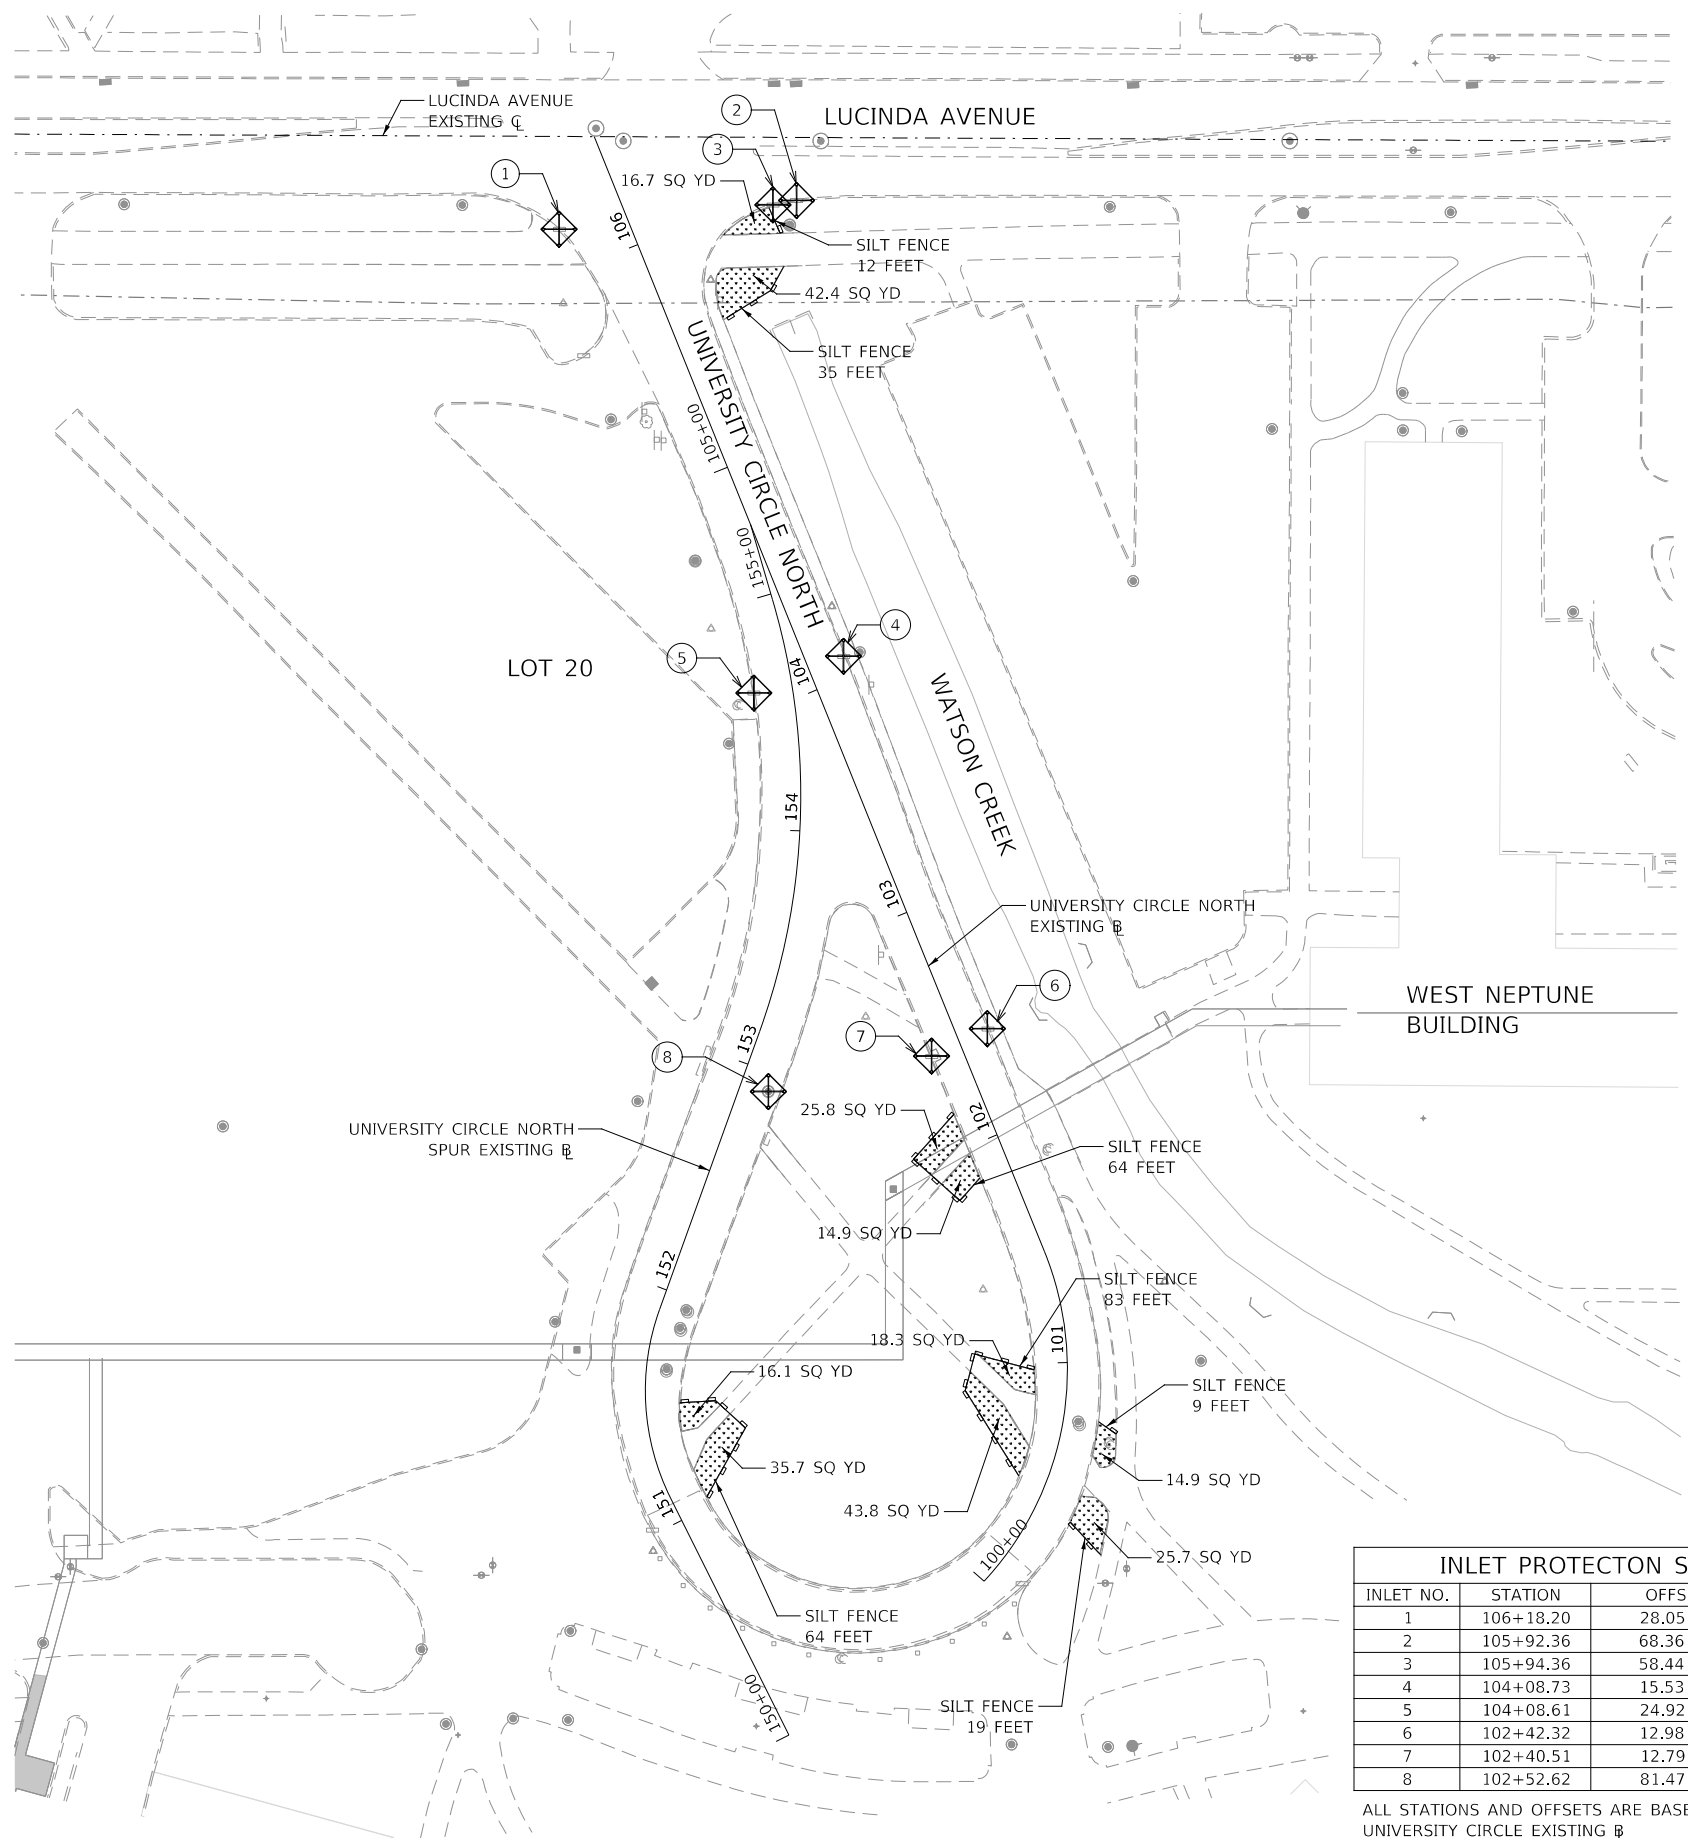 LUCINDA AVENUE
EXISTING ℄
2
LUCINDA AVENUE
3
1
16.7 SQ YD
106
SILT FENCE
12 FEET
42.4 SQ YD
SILT FENCE
35 FEET
UNIVERSITY CIRCLE NORTH
105+00
155+00
4
5
LOT 20
104
WATSON CREEK
154
103
UNIVERSITY CIRCLE NORTH
EXISTING BL
6
WEST NEPTUNE
BUILDING
7
153
8
25.8 SQ YD
102
UNIVERSITY CIRCLE NORTH
SPUR EXISTING BL
SILT FENCE
64 FEET
14.9 SQ YD
152
SILT FENCE
83 FEET
101
18.3 SQ YD
16.1 SQ YD
SILT FENCE
9 FEET
35.7 SQ YD
14.9 SQ YD
151
43.8 SQ YD
100+00
25.7 SQ YD
SILT FENCE
64 FEET
150+00
SILT FENCE
19 FEET
INLET PROTECTON S
INLET NO. STATION OFFS
1 106+18.20 28.05
2 105+92.36 68.36
3 105+94.36 58.44
4 104+08.73 15.53
5 104+08.61 24.92
6 102+42.32 12.98
7 102+40.51 12.79
8 102+52.62 81.47
ALL STATIONS AND OFFSETS ARE BASE
UNIVERSITY CIRCLE EXISTING BL